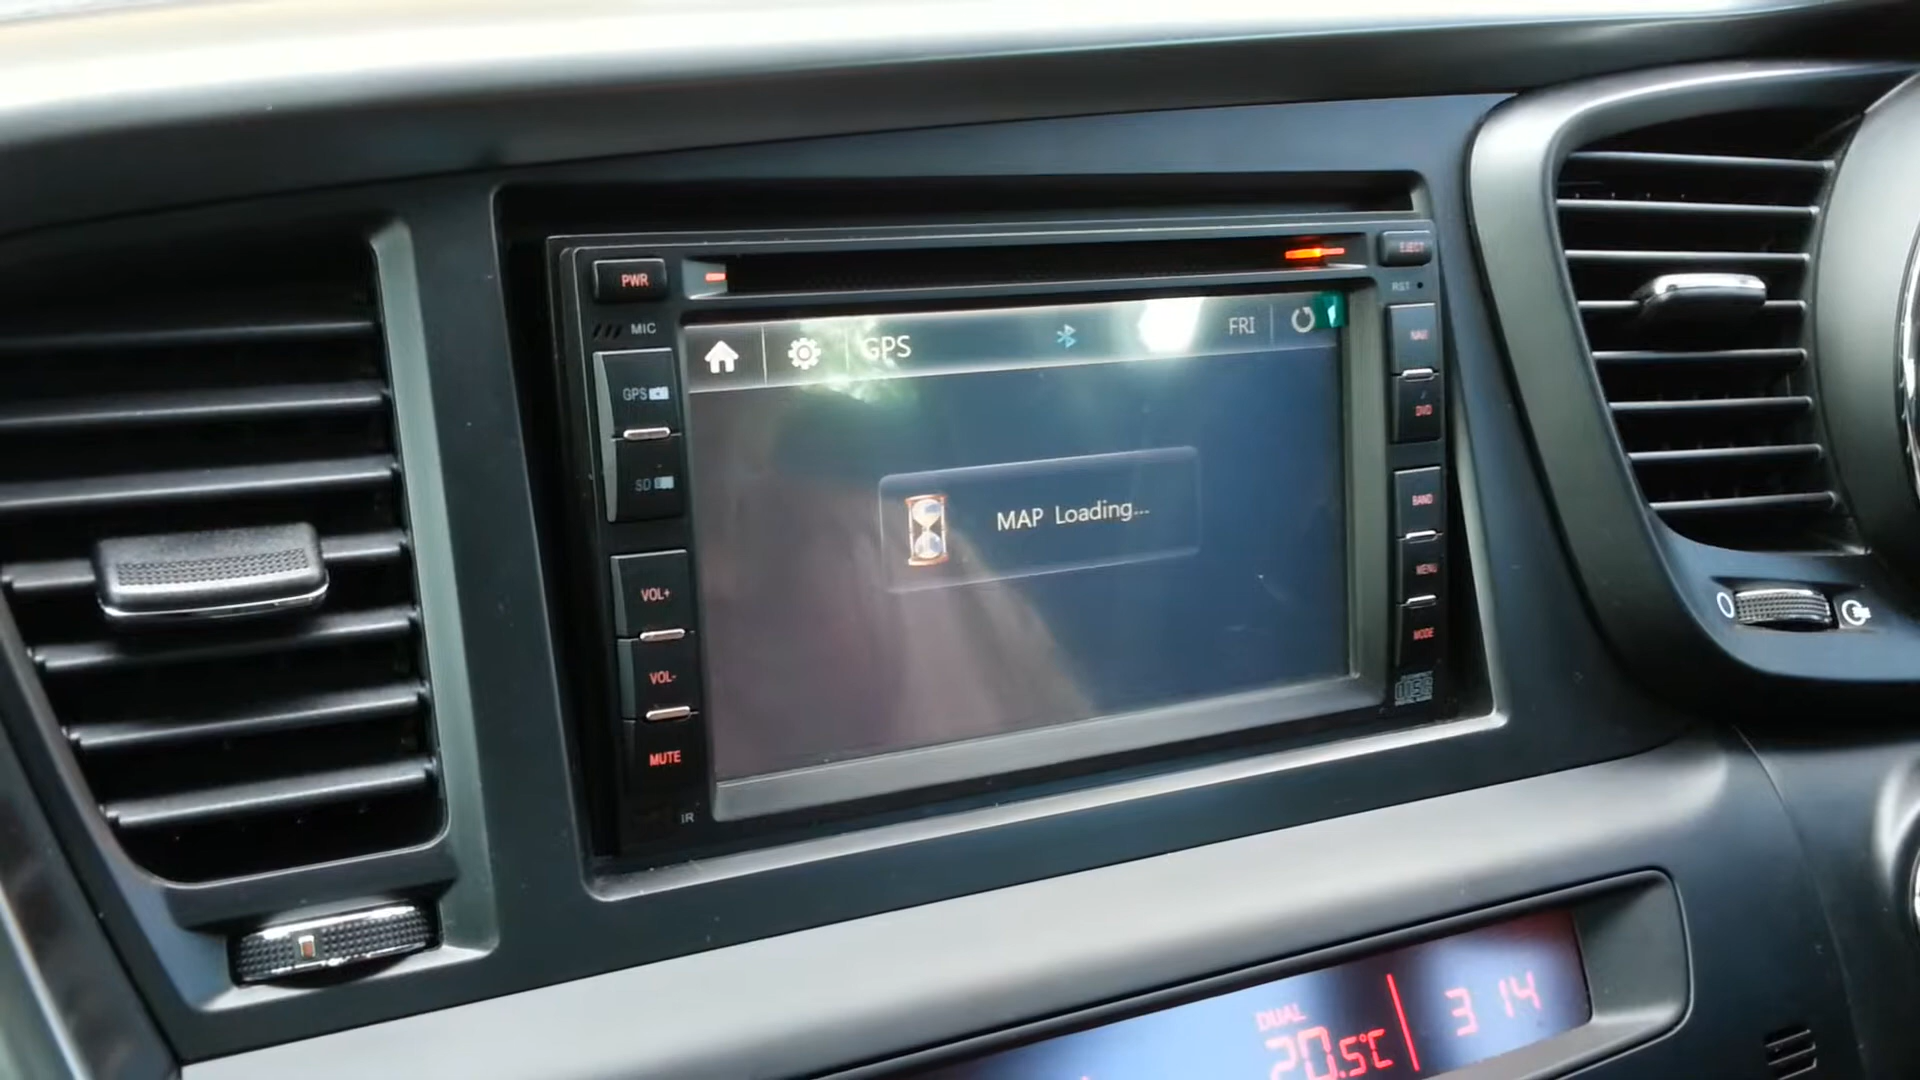 PWR
EJECT
RST
MIC
GPS
FRI
NAVI
GPS
DVD
SD
MAP Loading...
BAND
VOL+
MENU
VOL-
MODE
MUTE
IR
DUAL
20.5°C
3 14